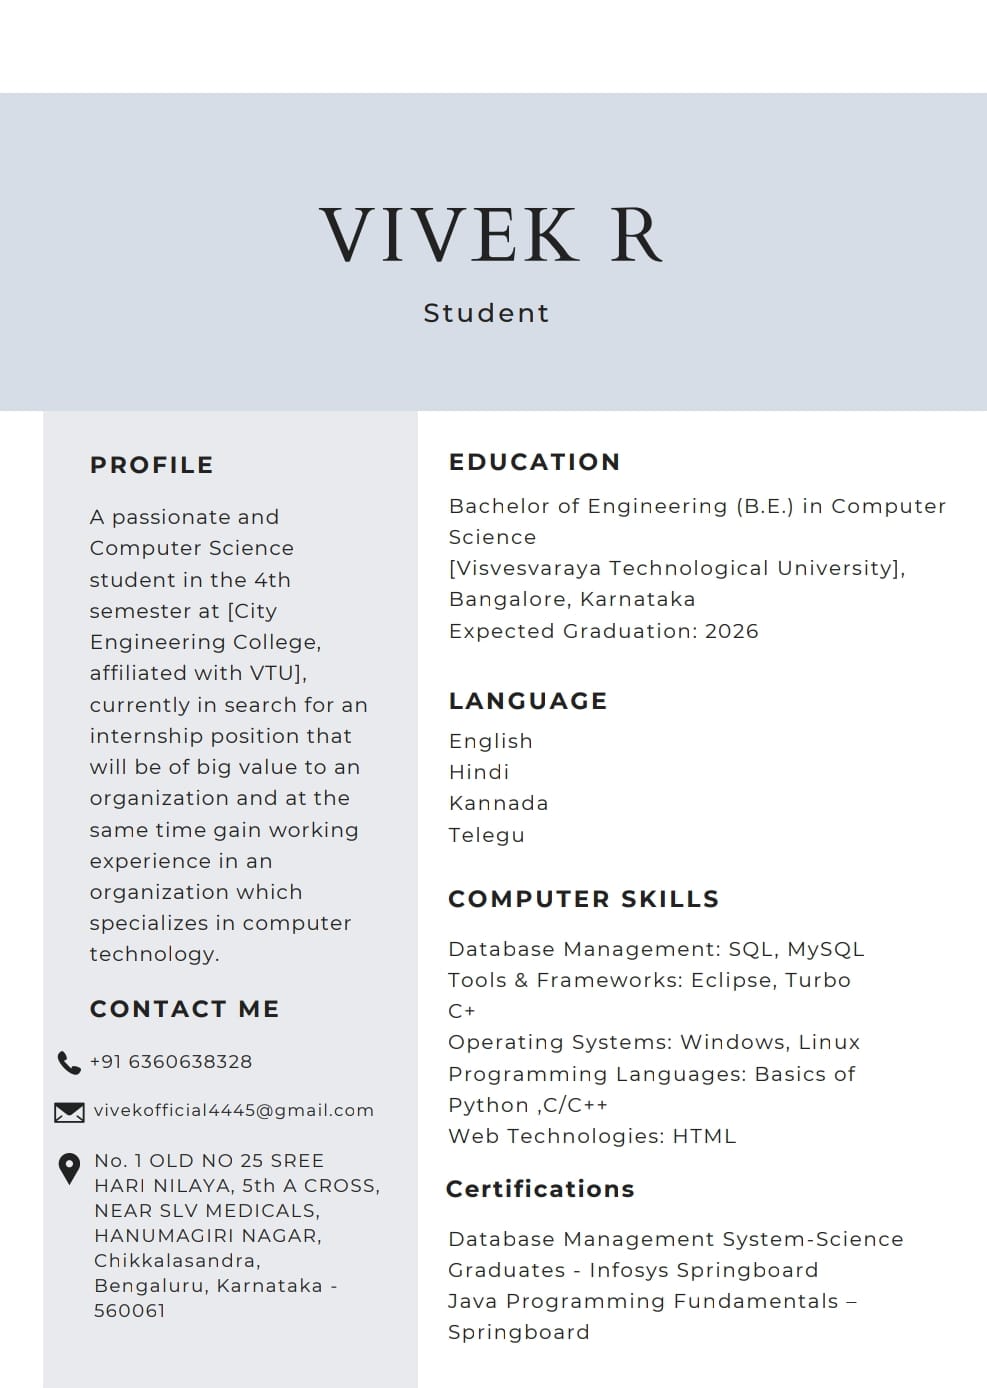 VIVEK R
Student
PROFILE
A passionate and
Computer Science
student in the 4th
semester at [City
Engineering College,
affiliated with VTU],
currently in search for an
internship position that
will be of big value to an
organization and at the
same time gain working
experience in an
organization which
specializes in computer
technology.
CONTACT ME
+91 6360638328
vivekofficial4445@gmail.com
No. 1 OLD NO 25 SREE
HARI NILAYA, 5th A CROSS,
NEAR SLV MEDICALS,
HANUMAGIRI NAGAR,
Chikkalasandra,
Bengaluru, Karnataka -
560061
EDUCATION
Bachelor of Engineering (B.E.) in Computer
Science
[Visvesvaraya Technological University],
Bangalore, Karnataka
Expected Graduation: 2026
LANGUAGE
English
Hindi
Kannada
Telegu
COMPUTER SKILLS
Database Management: SQL, MySQL
Tools & Frameworks: Eclipse, Turbo
C+
Operating Systems: Windows, Linux
Programming Languages: Basics of
Python ,C/C++
Web Technologies: HTML
Certifications
Database Management System-Science
Graduates - Infosys Springboard
Java Programming Fundamentals –
Springboard